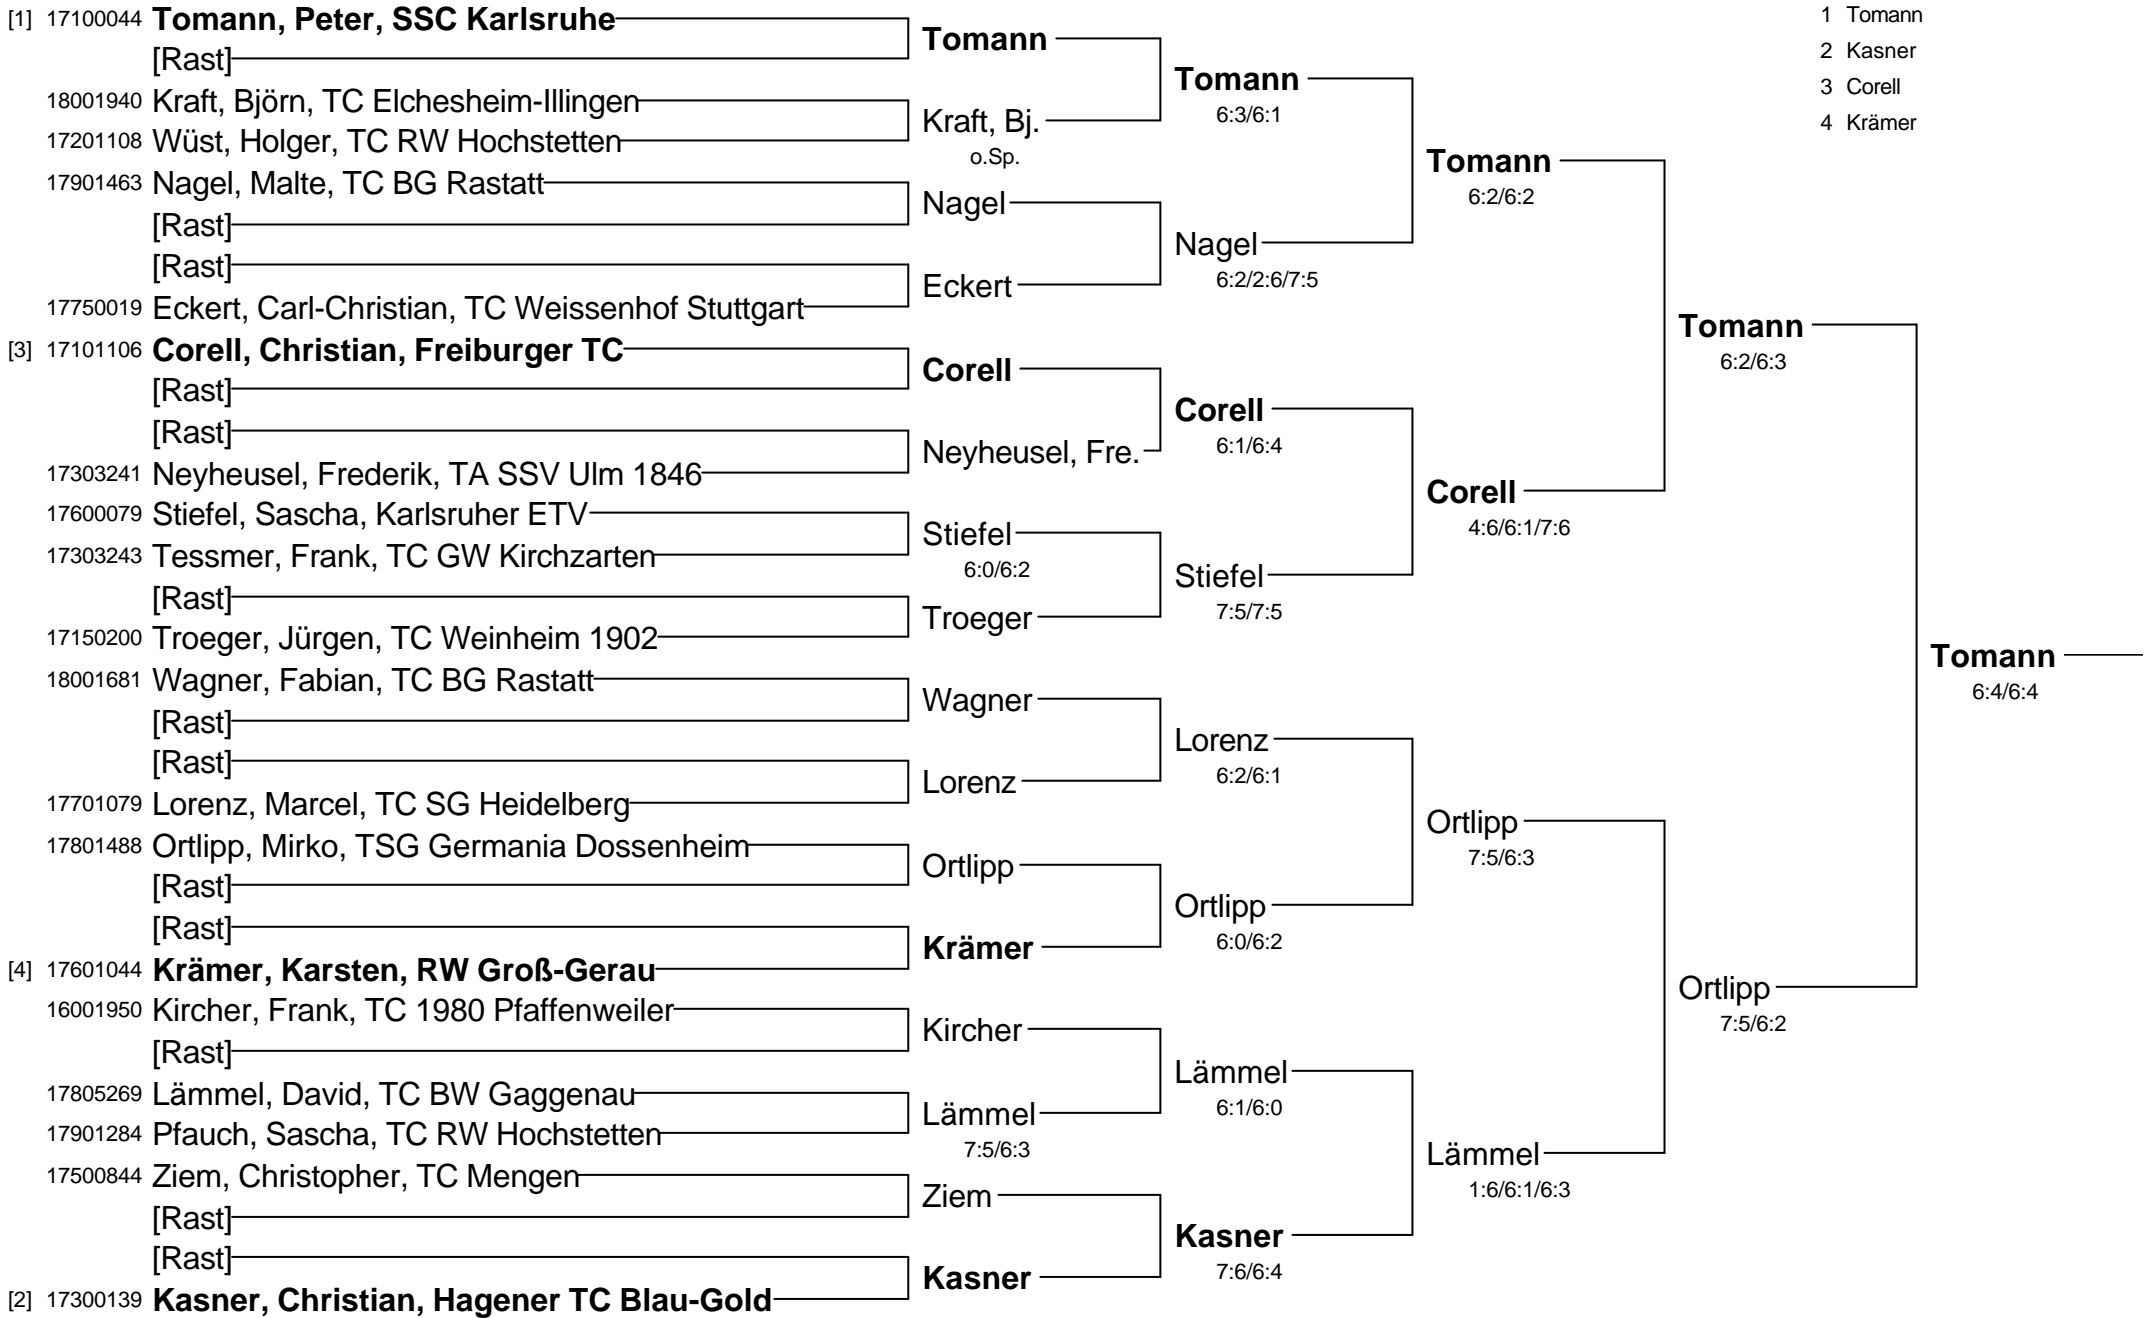 [1] 17100044 Tomann, Peter, SSC Karlsruhe
[Rast]
18001940 Kraft, Björn, TC Elchesheim-Illingen
17201108 Wüst, Holger, TC RW Hochstetten
17901463 Nagel, Malte, TC BG Rastatt
[Rast]
[Rast]
17750019 Eckert, Carl-Christian, TC Weissenhof Stuttgart
[3] 17101106 Corell, Christian, Freiburger TC
[Rast]
[Rast]
17303241 Neyheusel, Frederik, TA SSV Ulm 1846
17600079 Stiefel, Sascha, Karlsruher ETV
17303243 Tessmer, Frank, TC GW Kirchzarten
[Rast]
17150200 Troeger, Jürgen, TC Weinheim 1902
18001681 Wagner, Fabian, TC BG Rastatt
[Rast]
[Rast]
17701079 Lorenz, Marcel, TC SG Heidelberg
17801488 Ortlipp, Mirko, TSG Germania Dossenheim
[Rast]
[Rast]
[4] 17601044 Krämer, Karsten, RW Groß-Gerau
16001950 Kircher, Frank, TC 1980 Pfaffenweiler
[Rast]
17805269 Lämmel, David, TC BW Gaggenau
17901284 Pfauch, Sascha, TC RW Hochstetten
17500844 Ziem, Christopher, TC Mengen
[Rast]
[Rast]
[2] 17300139 Kasner, Christian, Hagener TC Blau-Gold
Tomann
Kraft, Bj.
o.Sp.
Nagel
Eckert
Corell
Neyheusel, Fre.
Stiefel
6:0/6:2
Troeger
Wagner
Lorenz
Ortlipp
Krämer
Kircher
Lämmel
7:5/6:3
Ziem
Kasner
Tomann
6:3/6:1
Nagel
6:2/2:6/7:5
Corell
6:1/6:4
Stiefel
7:5/7:5
Lorenz
6:2/6:1
Ortlipp
6:0/6:2
Lämmel
6:1/6:0
Kasner
7:6/6:4
Tomann
6:2/6:2
Corell
4:6/6:1/7:6
Ortlipp
7:5/6:3
Lämmel
1:6/6:1/6:3
Tomann
6:2/6:3
Ortlipp
7:5/6:2
Tomann
6:4/6:4
1 Tomann
2 Kasner
3 Corell
4 Krämer